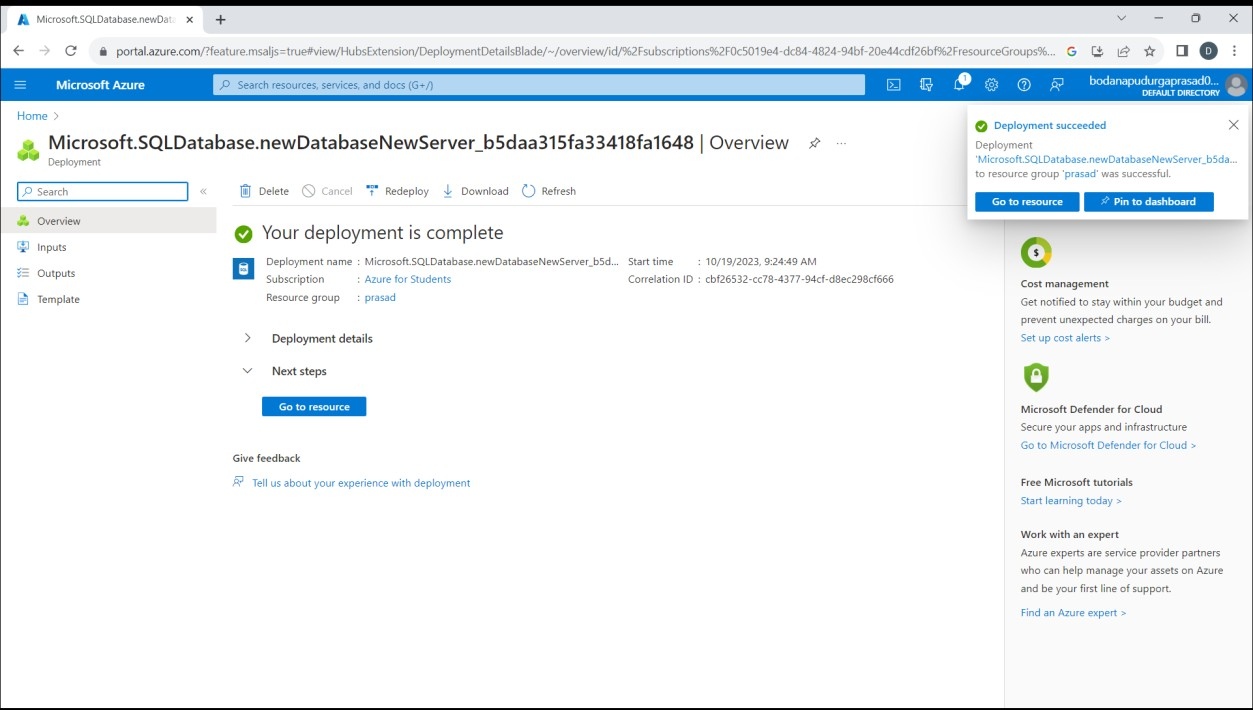 Microsoft.SQLDatabase.newData
portal.azure.com/?feature.msaljs=true#view/HubsExtension/DeploymentDetailsBlade/~/overview/id/%2Fsubscriptions%2F0c5019e4-dc84-4824-94bf-20e44cdf26bf%2FresourceGroups%...
G
D
Microsoft Azure
Search resources, services, and docs (G+/)
1
bodanapudurgaprasad0...
DEFAULT DIRECTORY
Home >
Microsoft.SQLDatabase.newDatabaseNewServer_b5daa315fa33418fa1648 | Overview
Deployment
Deployment succeeded
Deployment
'Microsoft.SQLDatabase.newDatabaseNewServer_b5da...
to resource group 'prasad' was successful.
Go to resource
Pin to dashboard
Search
Overview
Inputs
Outputs
Template
Delete Cancel Redeploy Download Refresh
Your deployment is complete
Deployment name : Microsoft.SQLDatabase.newDatabaseNewServer_b5d...
Subscription : Azure for Students
Resource group : prasad
Start time : 10/19/2023, 9:24:49 AM
Correlation ID : cbf26532-cc78-4377-94cf-d8ec298cf666
Deployment details
Next steps
Go to resource
Give feedback
Tell us about your experience with deployment
Cost management
Get notified to stay within your budget and
prevent unexpected charges on your bill.
Set up cost alerts >
Microsoft Defender for Cloud
Secure your apps and infrastructure
Go to Microsoft Defender for Cloud >
Free Microsoft tutorials
Start learning today >
Work with an expert
Azure experts are service provider partners
who can help manage your assets on Azure
and be your first line of support.
Find an Azure expert >